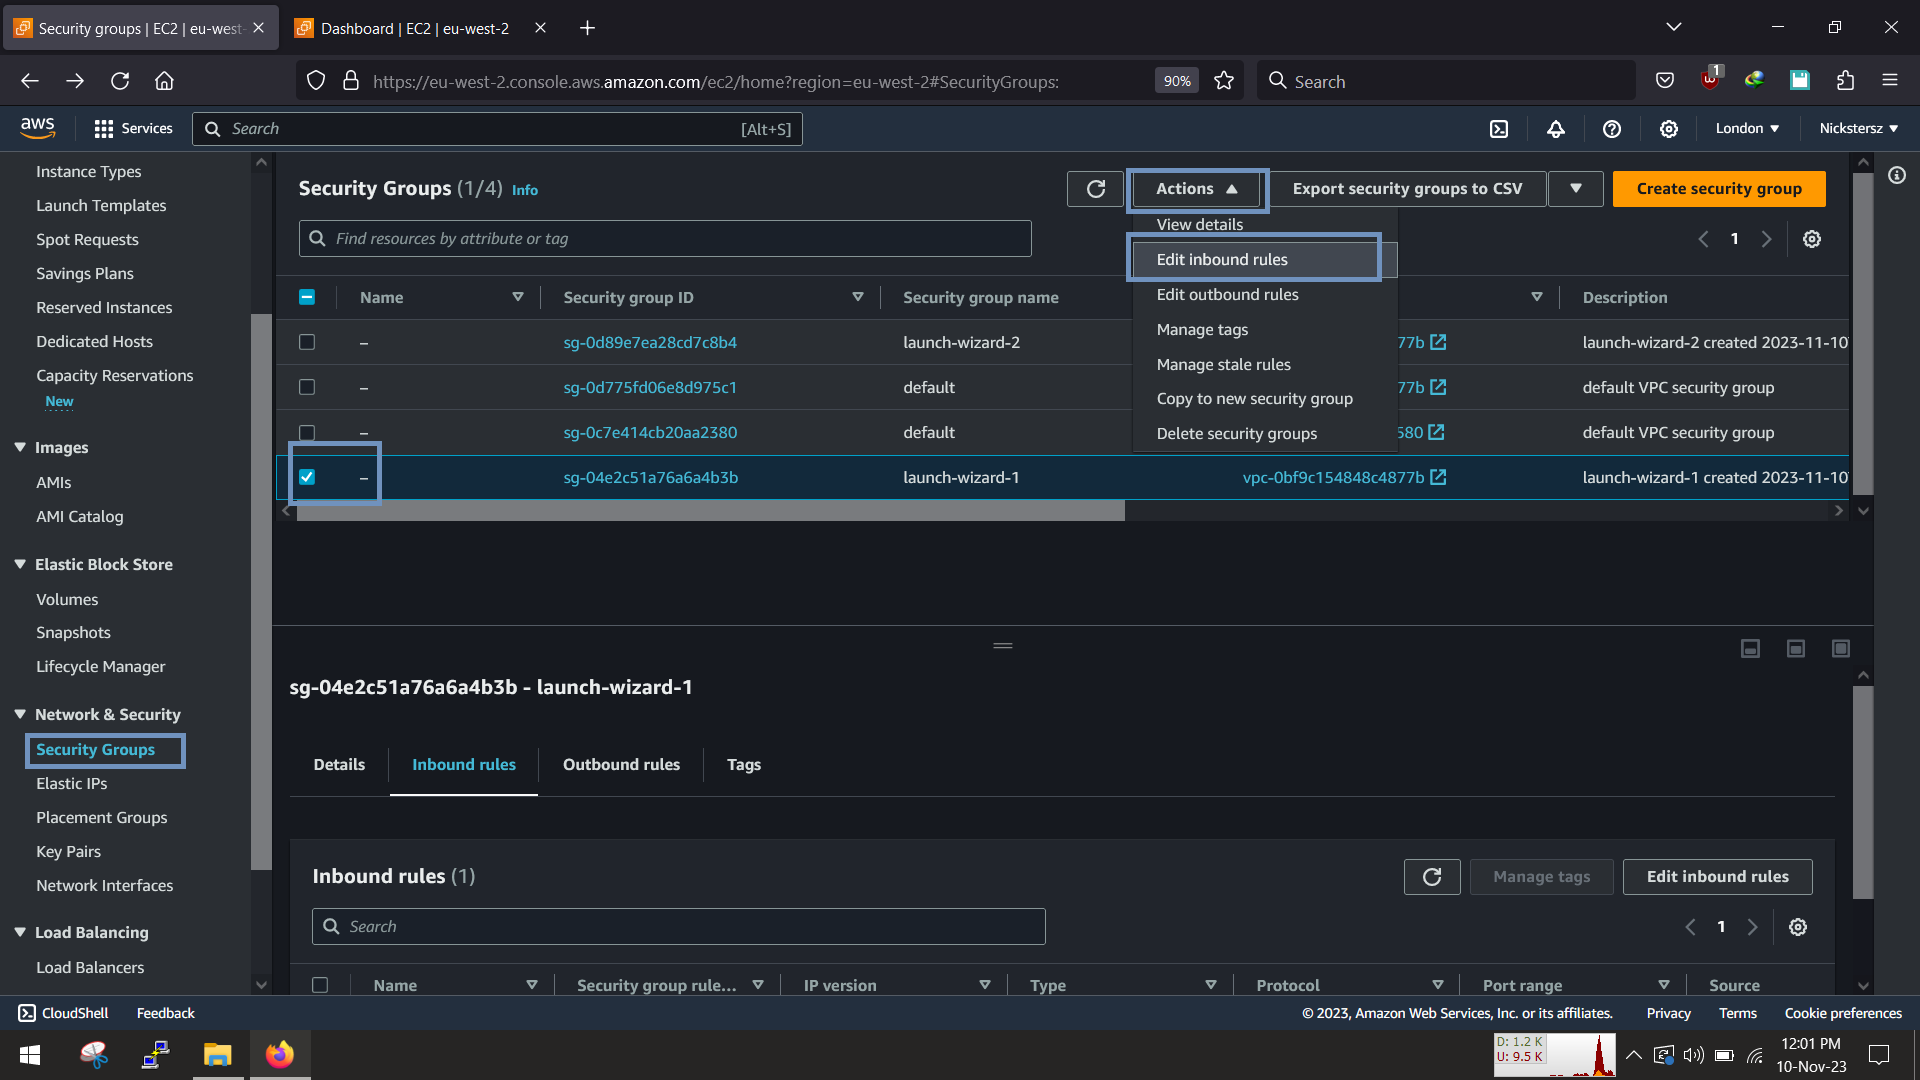 Security groups | EC2 | eu-west-
Dashboard | EC2 | eu-west-2
https://eu-west-2.console.aws.amazon.com/ec2/home?region=eu-west-2#SecurityGroups:
90%
Search
1
aws
Services
Search
[Alt+S]
London
Nickstersz
Instance Types
Launch Templates
Spot Requests
Savings Plans
Reserved Instances
Dedicated Hosts
Capacity Reservations
New
Images
AMIs
AMI Catalog
Elastic Block Store
Volumes
Snapshots
Lifecycle Manager
Network & Security
Security Groups
Elastic IPs
Placement Groups
Key Pairs
Network Interfaces
Load Balancing
Load Balancers
Security Groups (1/4) Info
Actions
Export security groups to CSV
Create security group
Find resources by attribute or tag
1
View details
Edit inbound rules
Edit outbound rules
Manage tags
Manage stale rules
Copy to new security group
Delete security groups
Name Security group ID Security group name Description
– sg-0d89e7ea28cd7c8b4 launch-wizard-2 77b launch-wizard-2 created 2023-11-10
– sg-0d775fd06e8d975c1 default 77b default VPC security group
– sg-0c7e414cb20aa2380 default 580 default VPC security group
– sg-04e2c51a76a6a4b3b launch-wizard-1 vpc-0bf9c154848c4877b launch-wizard-1 created 2023-11-10
sg-04e2c51a76a6a4b3b - launch-wizard-1
Details
Inbound rules
Outbound rules
Tags
Inbound rules (1)
Manage tags
Edit inbound rules
Search
1
Name Security group rule... IP version Type Protocol Port range Source
CloudShell
Feedback
© 2023, Amazon Web Services, Inc. or its affiliates.
Privacy
Terms
Cookie preferences
D: 1.2 K
U: 9.5 K
12:01 PM
10-Nov-23